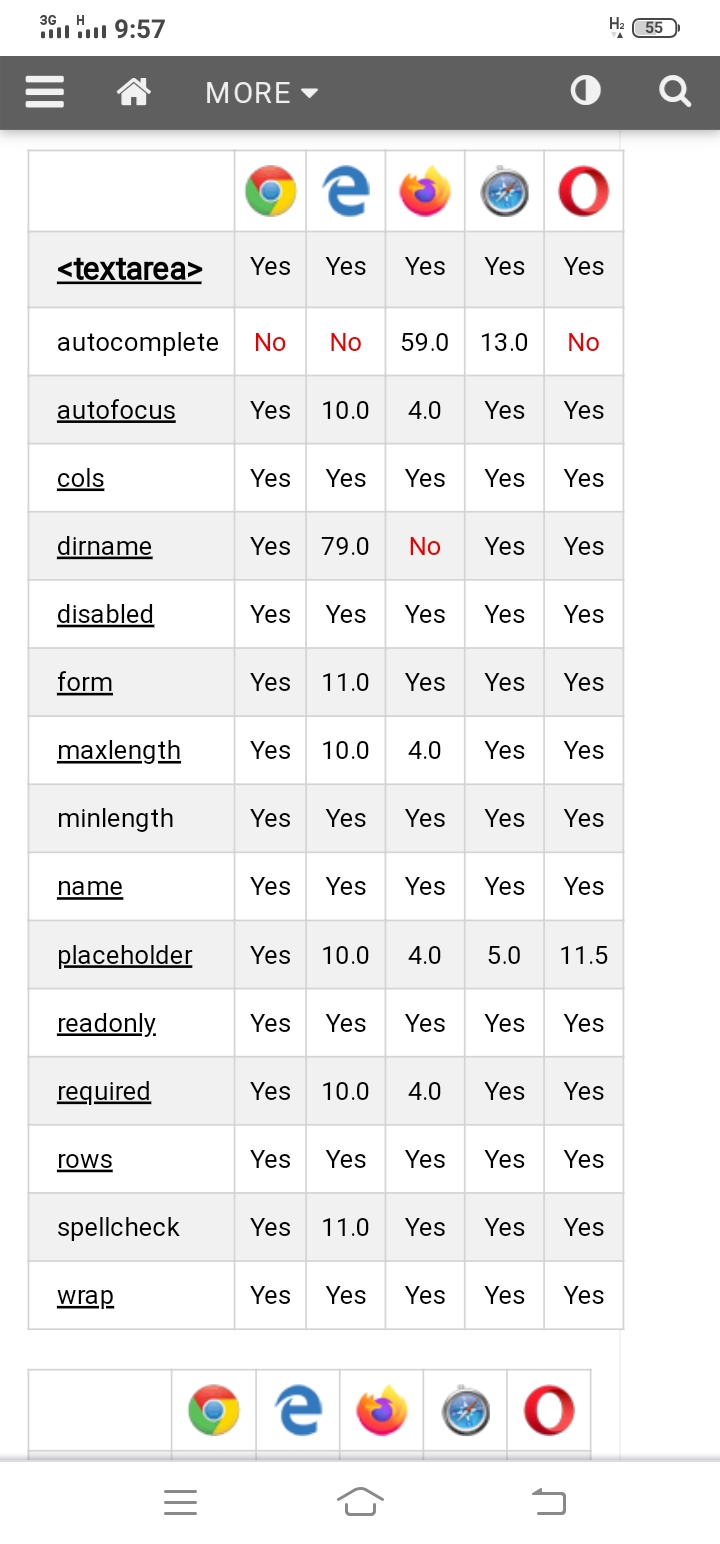 3G H 9:57 H2 55
MORE
<textarea> Yes Yes Yes Yes Yes
autocomplete No No 59.0 13.0 No
autofocus Yes 10.0 4.0 Yes Yes
cols Yes Yes Yes Yes Yes
dirname Yes 79.0 No Yes Yes
disabled Yes Yes Yes Yes Yes
form Yes 11.0 Yes Yes Yes
maxlength Yes 10.0 4.0 Yes Yes
minlength Yes Yes Yes Yes Yes
name Yes Yes Yes Yes Yes
placeholder Yes 10.0 4.0 5.0 11.5
readonly Yes Yes Yes Yes Yes
required Yes 10.0 4.0 Yes Yes
rows Yes Yes Yes Yes Yes
spellcheck Yes 11.0 Yes Yes Yes
wrap Yes Yes Yes Yes Yes